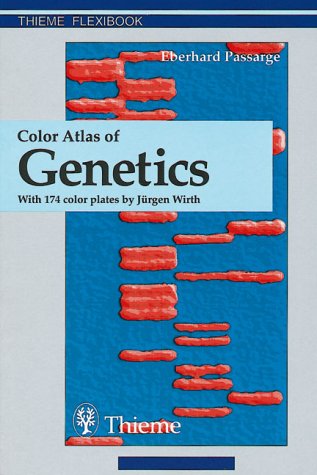 THIEME FLEXIBOOK
Eberhard Passarge
Color Atlas of
Genetics
With 174 color plates by Jürgen Wirth
Thieme